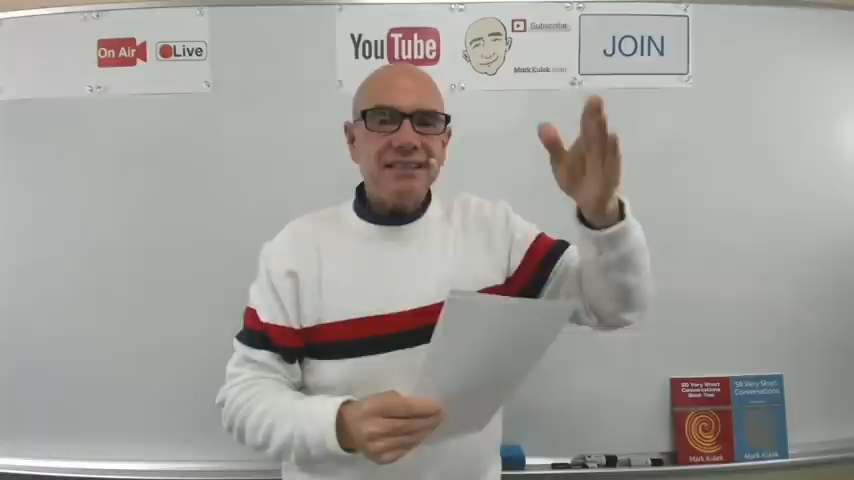 On Air
Live
YouTube
Subscribe
MarkKulek.com
JOIN
50 Very Short
Conversations
Book Two
Mark Kulek
50 Very Short
Conversations
Mark Kulek